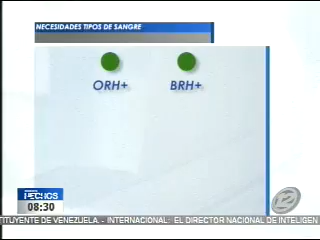 NECESIDADES TIPOS DE SANGRE
ORH+ BRH+
HECHOS
08:30
TITUYENTE DE VENEZUELA. - INTERNACIONAL: EL DIRECTOR NACIONAL DE INTELIGEN